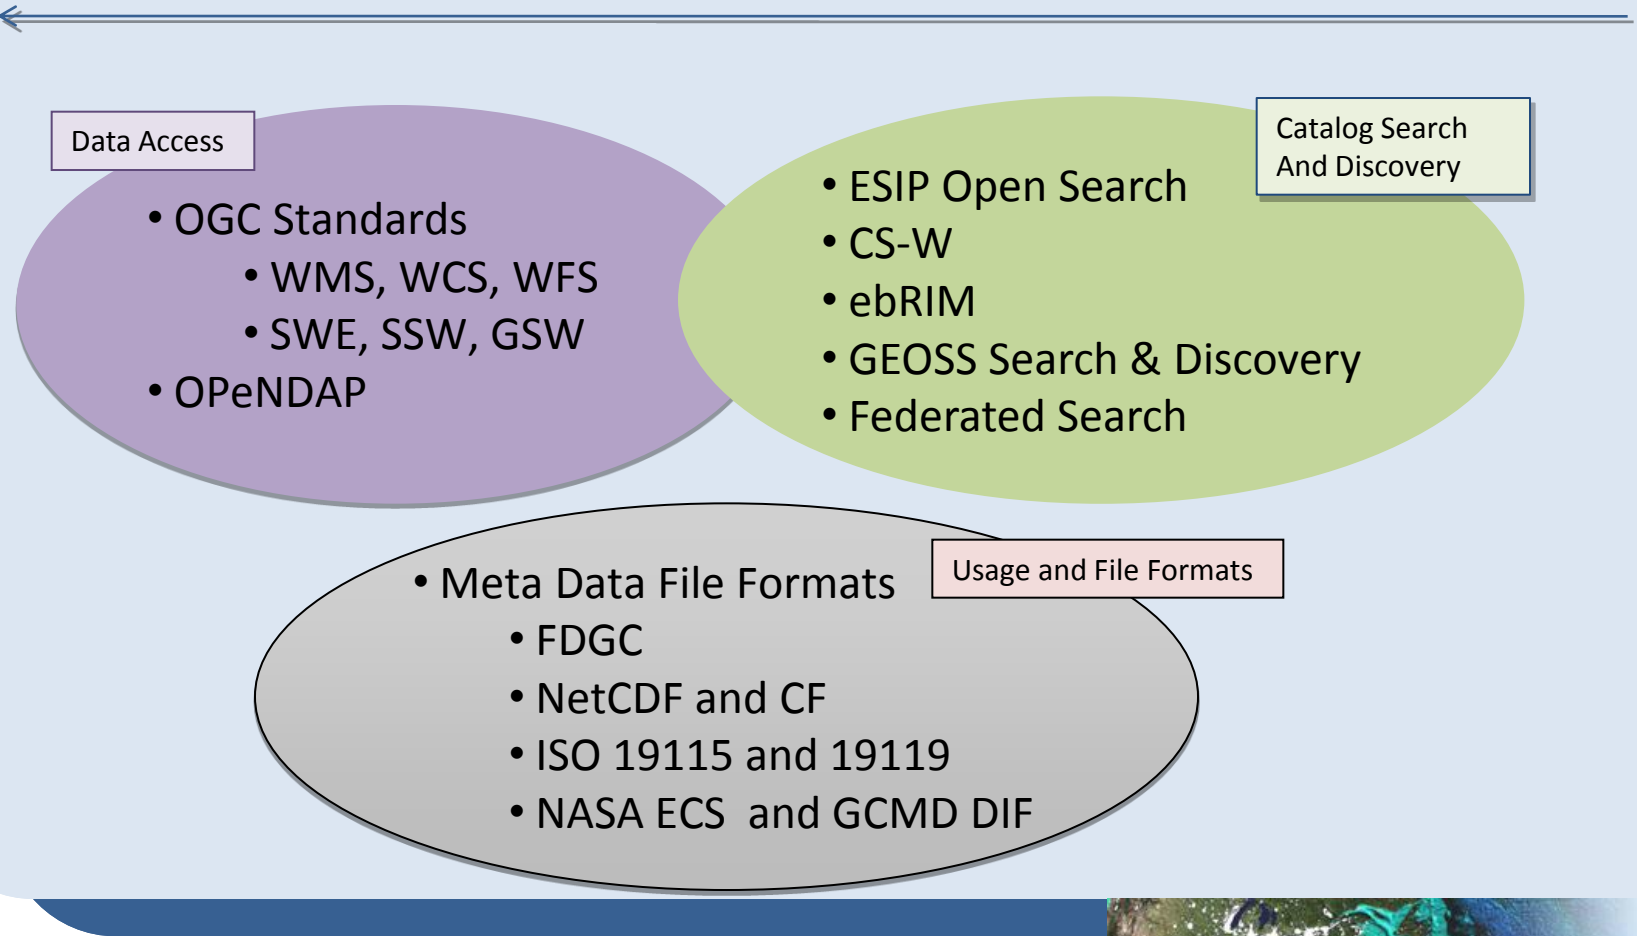 Data Access
• OGC Standards
• WMS, WCS, WFS
• SWE, SSW, GSW
• OPeNDAP
Catalog Search
And Discovery
• ESIP Open Search
• CS-W
• ebRIM
• GEOSS Search & Discovery
• Federated Search
Usage and File Formats
• Meta Data File Formats
• FDGC
• NetCDF and CF
• ISO 19115 and 19119
• NASA ECS  and GCMD DIF